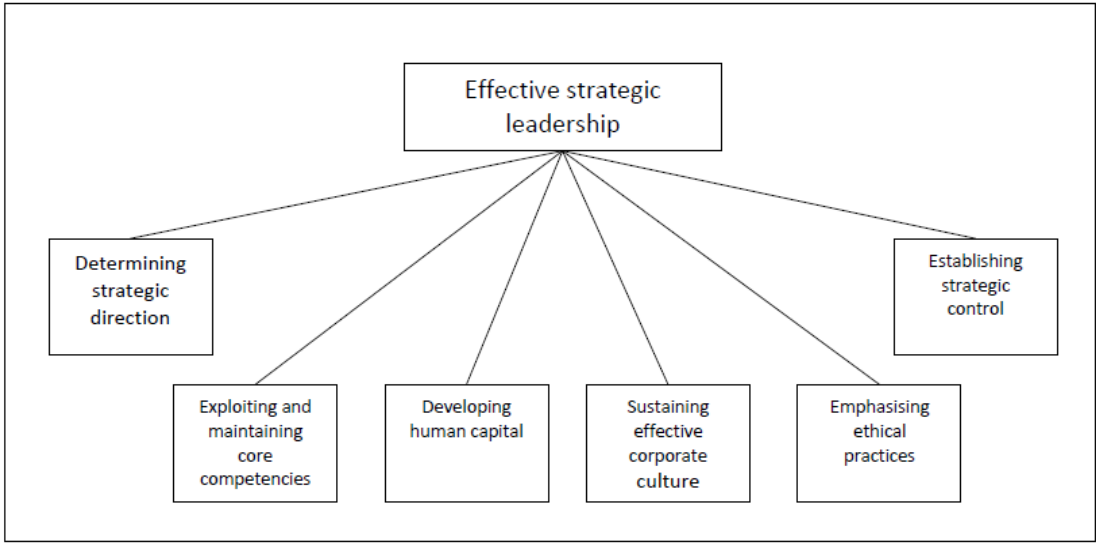 Effective strategic
leadership
Determining
strategic
direction
Establishing
strategic
control
Exploiting and
maintaining
core
competencies
Developing
human capital
Sustaining
effective
corporate
culture
Emphasising
ethical
practices